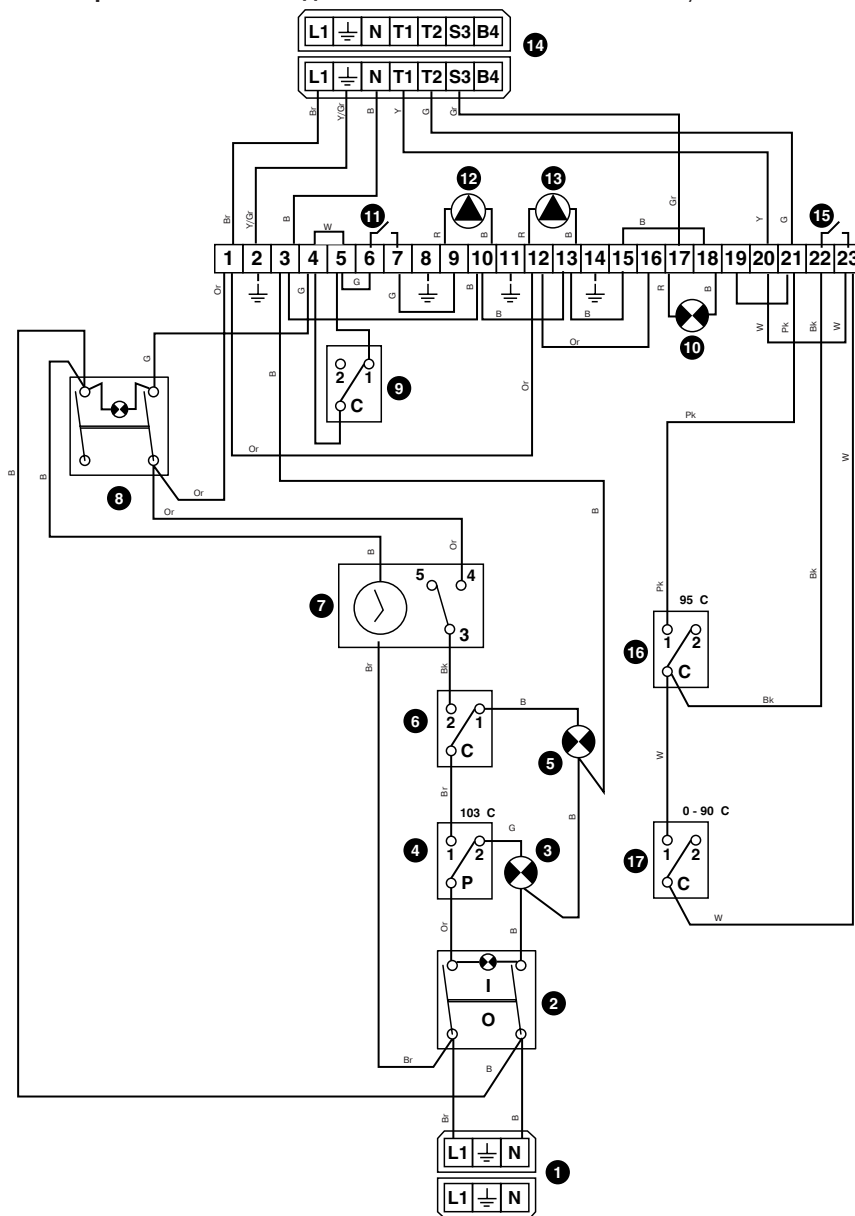 L1 N T1 T2 S3 B4
14
L1 N T1 T2 S3 B4
Br Y/Gr B Y G Gr
12 13
Br Y/Gr B W 11 R B R B B Gr Y G 15
1 2 3 4 5 6 7 8 9 10 11 12 13 14 15 16 17 18 19 20 21 22 23
Or G G G B B Or R B W Pk Bk W
10
G B 2 1 9
C
Or Or Pk
B B 8 Or W
Or B
B Or Bk
5 4
7 3
Pk 95 C
Br Bk 1 2
16 C
6 2 1 B
C Bk
5
Br W
103 C G B 0 - 90 C
4 1 2 3 1 2
P 17 C
Or B W
I
2
O
Br B
Br B
L1 N
1
L1 N